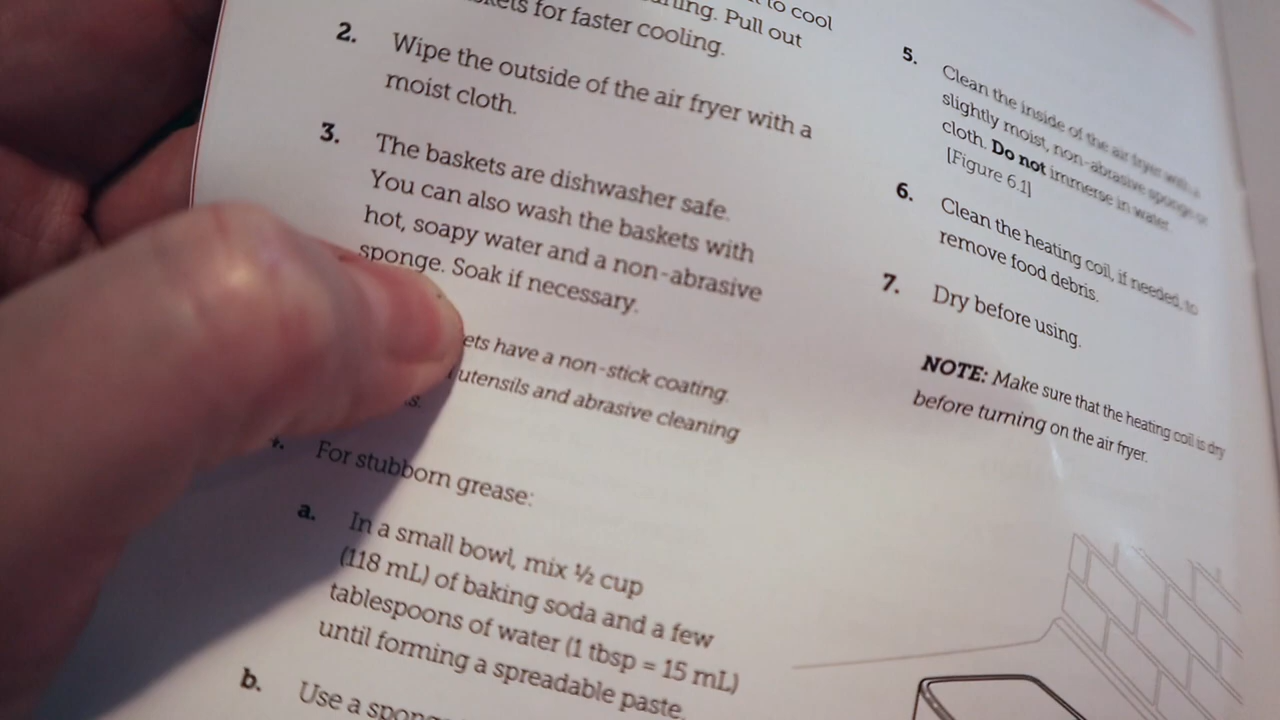 to cool
Pull out
for faster cooling.
2. Wipe the outside of the air fryer with a
moist cloth.
3. The baskets are dishwasher safe.
You can also wash the baskets with
hot, soapy water and a non-abrasive
sponge. Soak if necessary.
have a non-stick coating.
utensils and abrasive cleaning
For stubborn grease:
a. In a small bowl, mix ½ cup
(118 mL) of baking soda and a few
tablespoons of water (1 tbsp = 15 mL)
until forming a spreadable paste.
b. Use a
5. Clean the inside of the air fryer with a
slightly moist, non-abrasive sponge or
cloth. Do not immerse in water.
[Figure 6.1]
6. Clean the heating coil, if needed, to
remove food debris.
7. Dry before using.
NOTE: Make sure that the heating coil is dry
before turning on the air fryer.